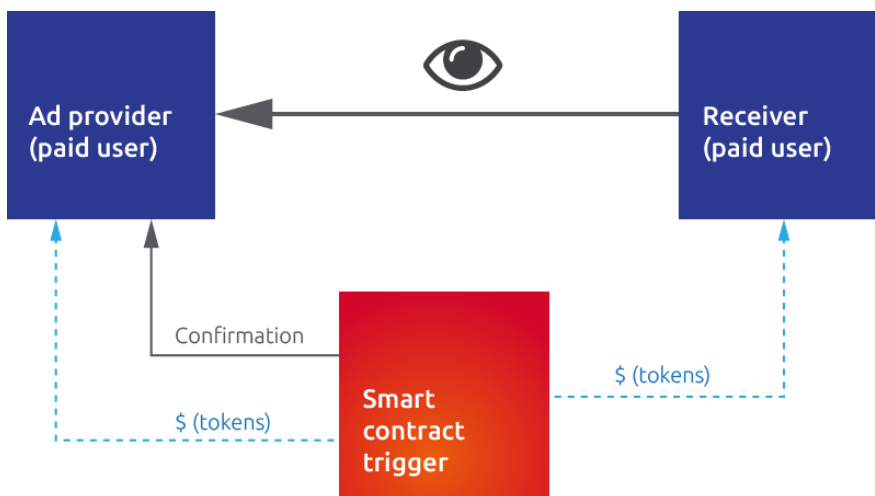 Ad provider
(paid user)
Receiver
(paid user)
Confirmation
$ (tokens)
$ (tokens)
Smart
contract
trigger